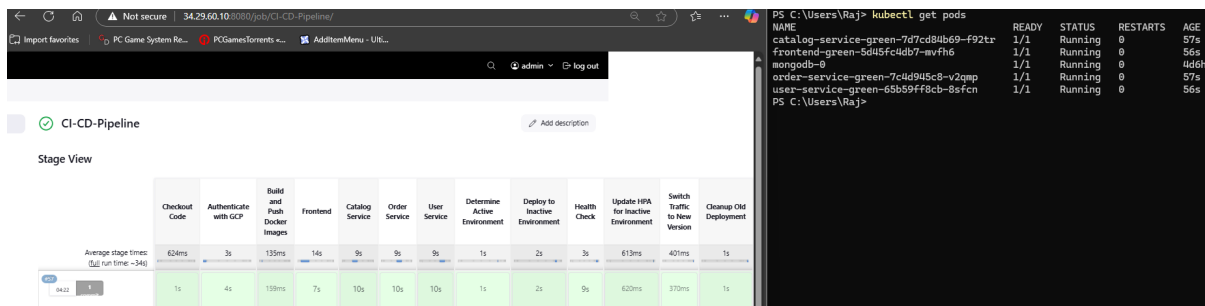 Not secure | 34.29.60.10:8080/job/CI-CD-Pipeline/
Import favorites PC Game System Re... PCGamesTorrents «... AddItemMenu - Ulti...
admin log out
CI-CD-Pipeline
Add description
Stage View
Checkout Code
Authenticate with GCP
Build and Push Docker Images
Frontend
Catalog Service
Order Service
User Service
Determine Active Environment
Deploy to Inactive Environment
Health Check
Update HPA for Inactive Environment
Switch Traffic to New Version
Cleanup Old Deployment
Average stage times: 624ms 3s 135ms 14s 9s 9s 9s 1s 2s 3s 613ms 401ms 1s
(full run time: ~34s)
#57
04:22 1s 4s 159ms 7s 10s 10s 10s 1s 2s 9s 620ms 370ms 1s
PS C:\Users\Raj> kubectl get pods
NAME READY STATUS RESTARTS AGE
catalog-service-green-7d7cd84b69-f92tr 1/1 Running 0 57s
frontend-green-5d45fc4db7-mvfh6 1/1 Running 0 56s
mongodb-0 1/1 Running 0 4d6h
order-service-green-7c4d945c8-v2qmp 1/1 Running 0 57s
user-service-green-65b59ff8cb-8sfcn 1/1 Running 0 56s
PS C:\Users\Raj>